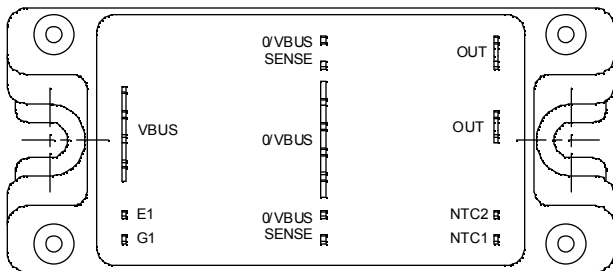 0/VBUS
SENSE
OUT
VBUS
0/VBUS
OUT
E1
G1
0/VBUS
SENSE
NTC2
NTC1